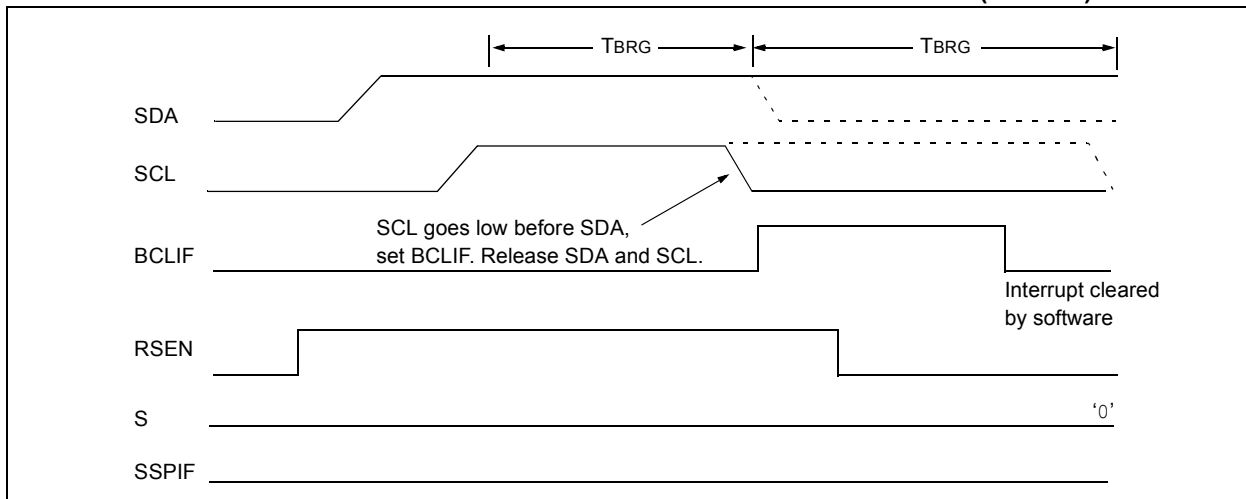 TBRG TBRG
SDA
SCL
SCL goes low before SDA,
set BCLIF. Release SDA and SCL.
BCLIF
Interrupt cleared
by software
RSEN
S ‘0’
SSPIF